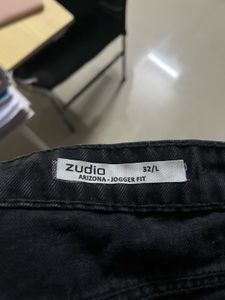 zudio 32/L
ARIZONA - JOGGER FIT